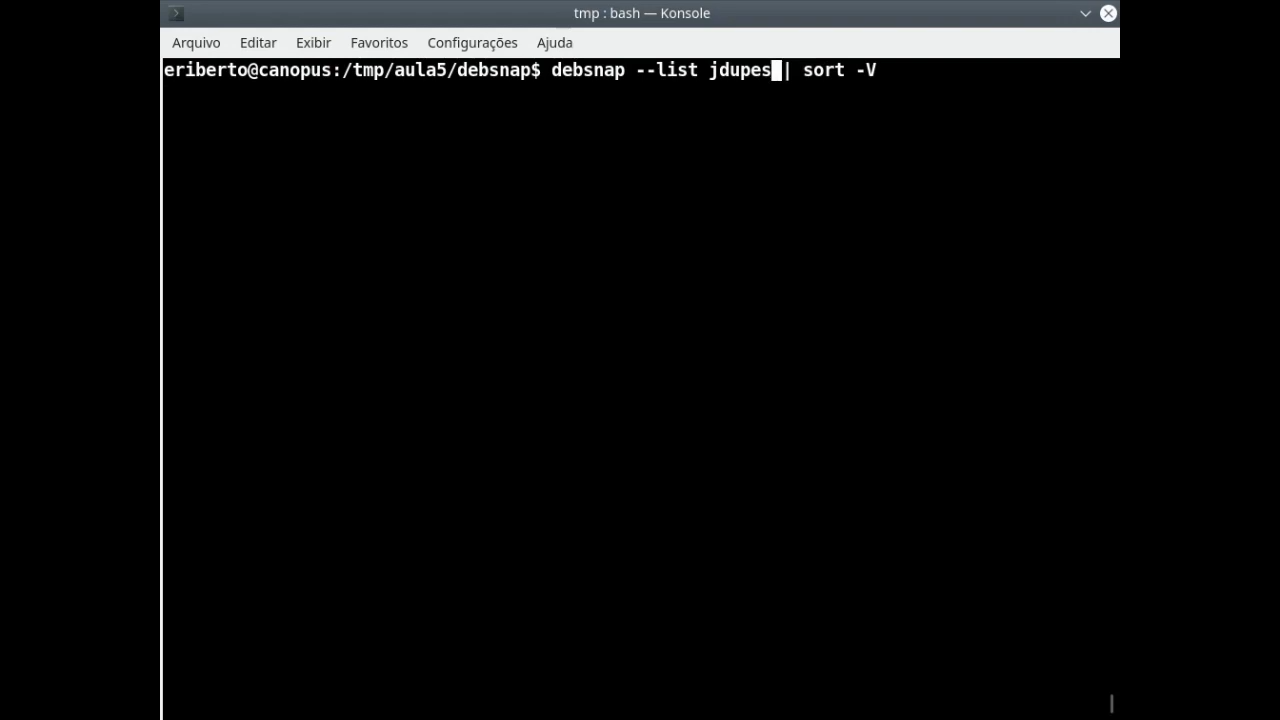 tmp : bash — Konsole
Arquivo Editar Exibir Favoritos Configurações Ajuda
eriberto@canopus:/tmp/aula5/debsnap$ debsnap --list jdupes | sort -V